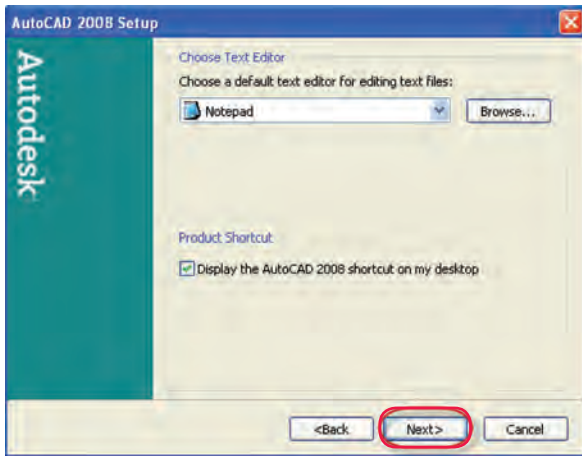 AutoCAD 2008 Setup
Autodesk
Choose Text Editor
Choose a default text editor for editing text files:
Notepad
Browse...
Product Shortcut
Display the AutoCAD 2008 shortcut on my desktop
<Back
Next>
Cancel